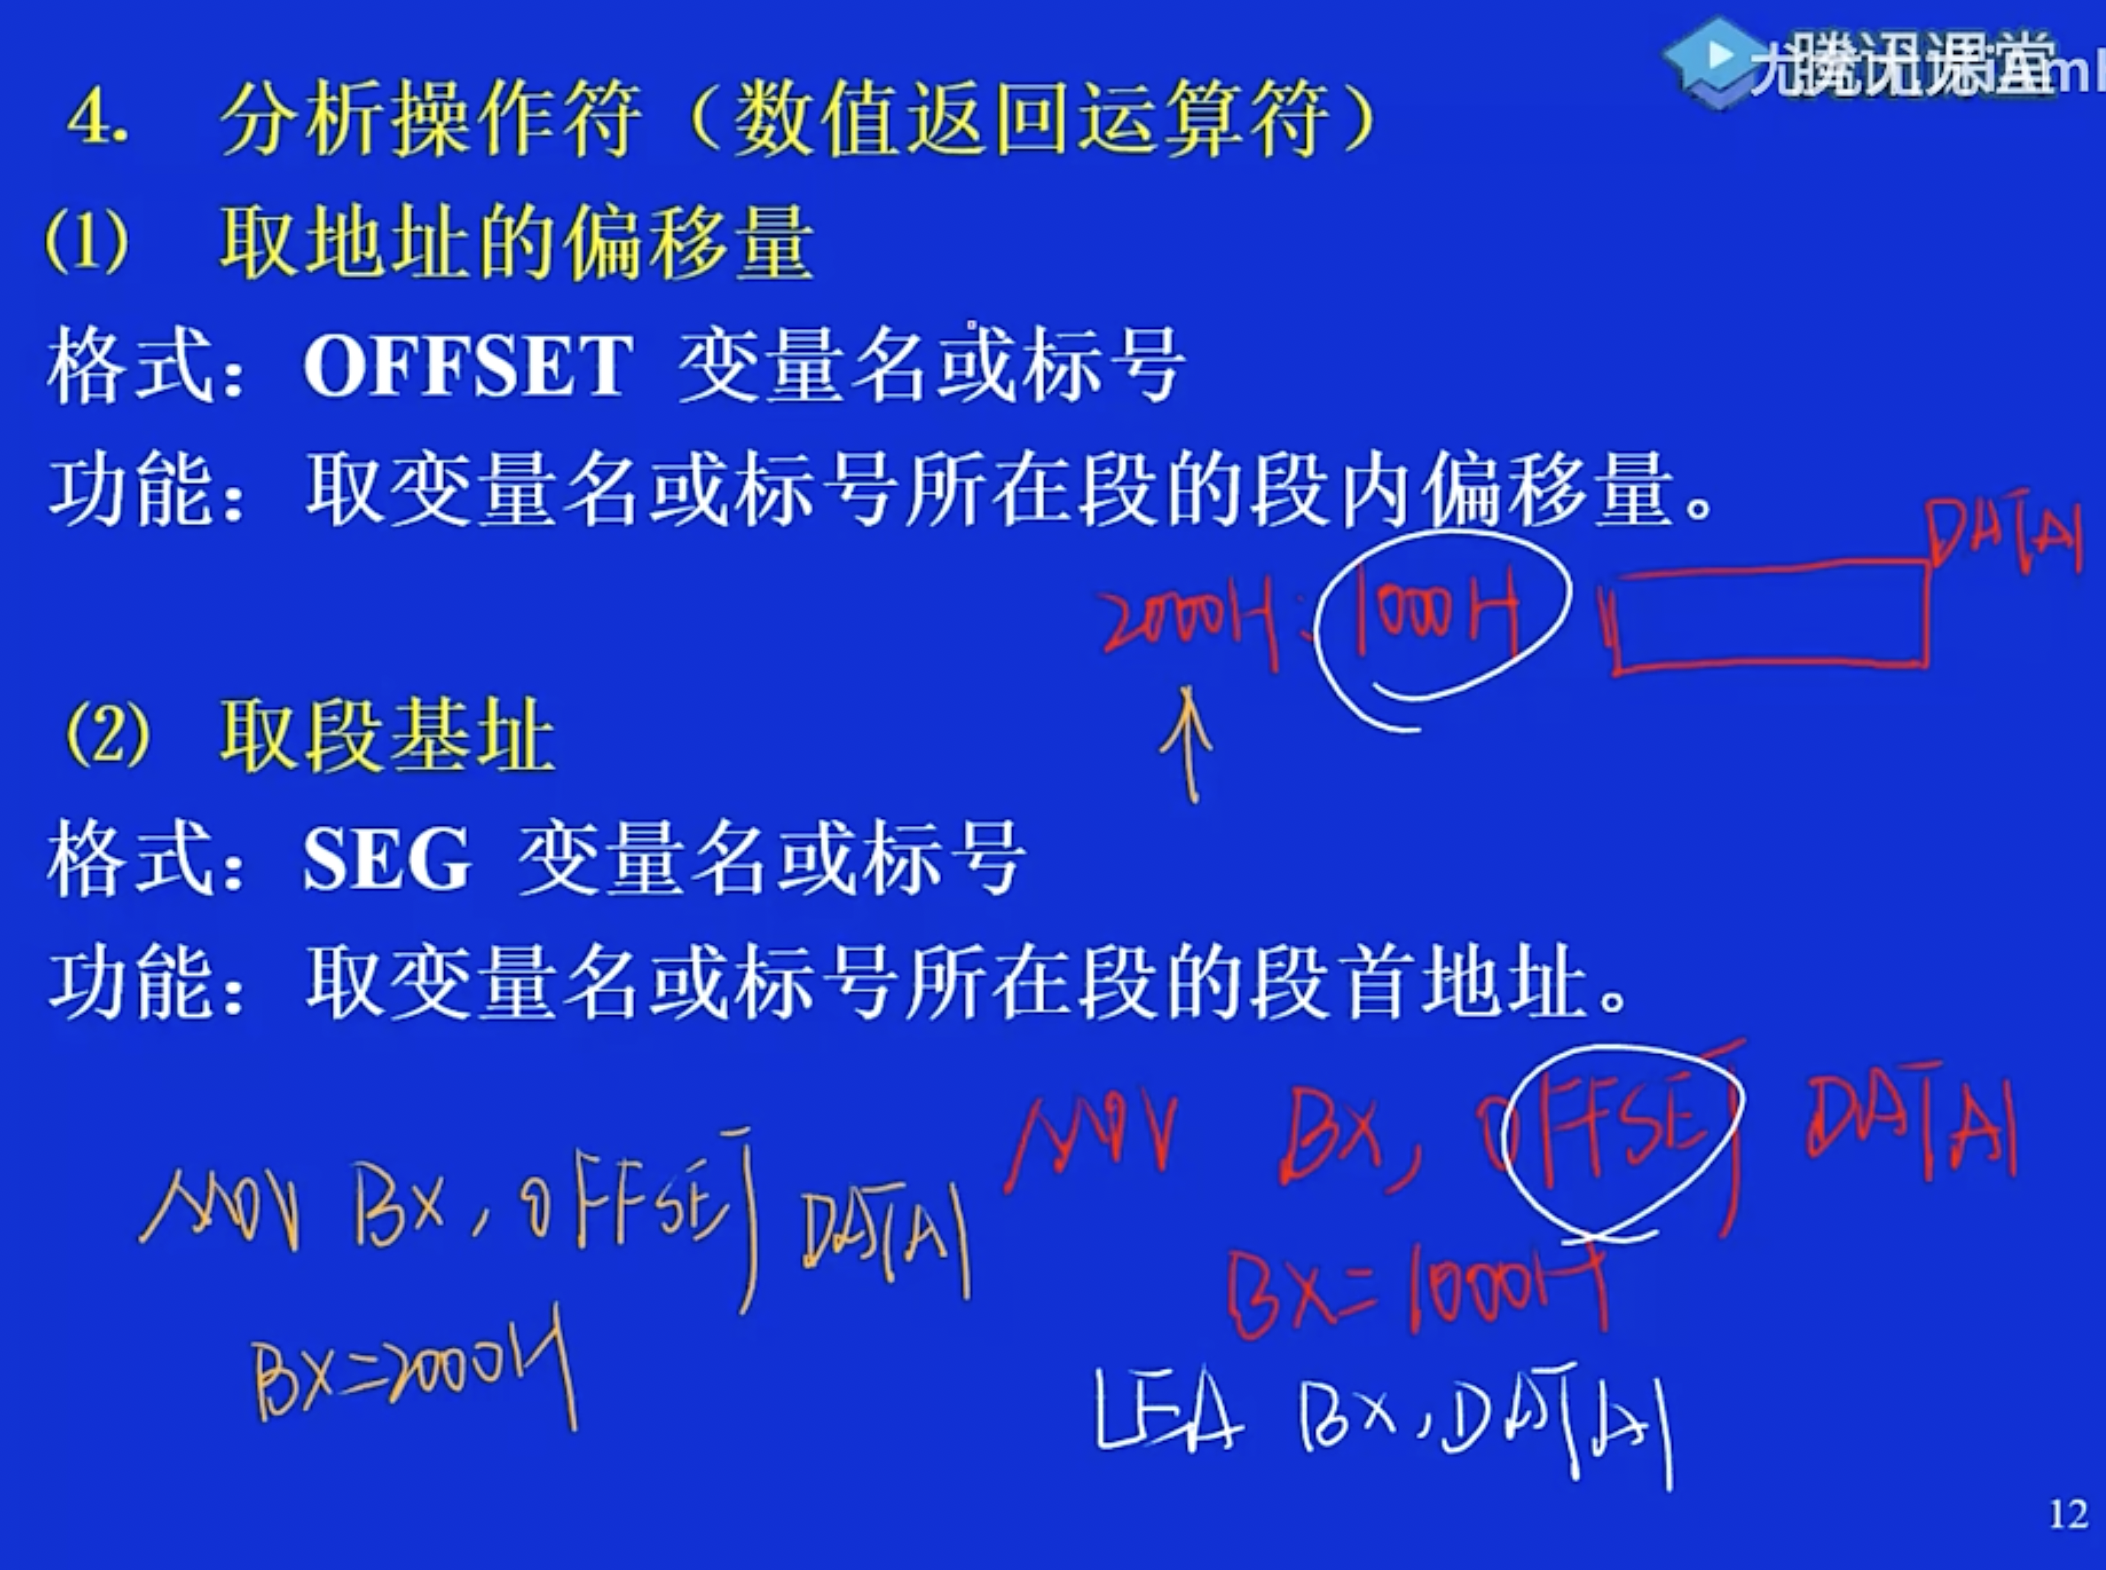 腾讯课堂
4. 分析操作符（数值返回运算符）
(1) 取地址的偏移量
格式：OFFSET 变量名或标号
功能：取变量名或标号所在段的段内偏移量。
DATA1
2000H:1000H
(2) 取段基址
格式：SEG 变量名或标号
功能：取变量名或标号所在段的段首地址。
MOV BX, OFFSET DATA1
BX=1000H
MOV BX, OFFSET DATA1
BX=2000H
LEA BX, DATA1
12